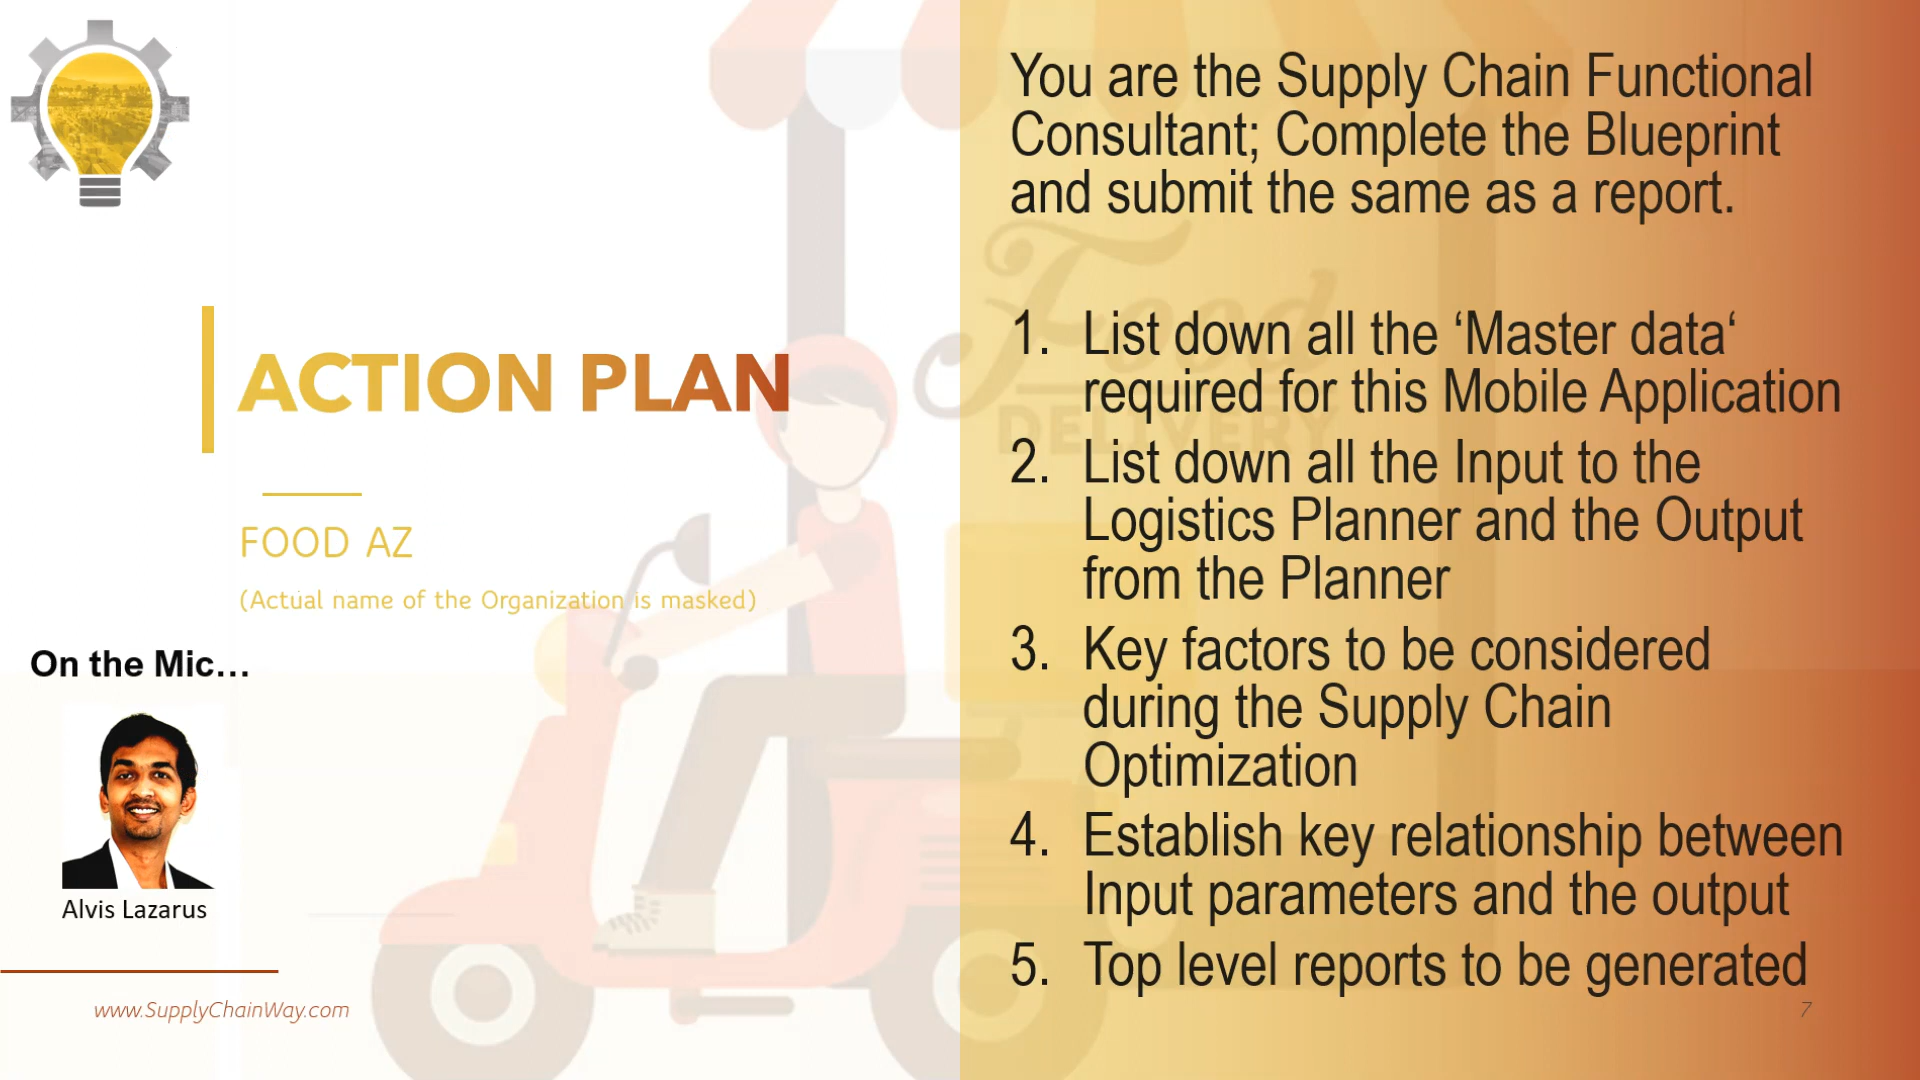 ACTION PLAN
FOOD AZ
(Actual name of the Organization is masked)
On the Mic...
Alvis Lazarus
www.SupplyChainWay.com
You are the Supply Chain Functional
Consultant; Complete the Blueprint
and submit the same as a report.
1. List down all the ‘Master data‘
required for this Mobile Application
2. List down all the Input to the
Logistics Planner and the Output
from the Planner
3. Key factors to be considered
during the Supply Chain
Optimization
4. Establish key relationship between
Input parameters and the output
5. Top level reports to be generated
7
Food
DELIVERY